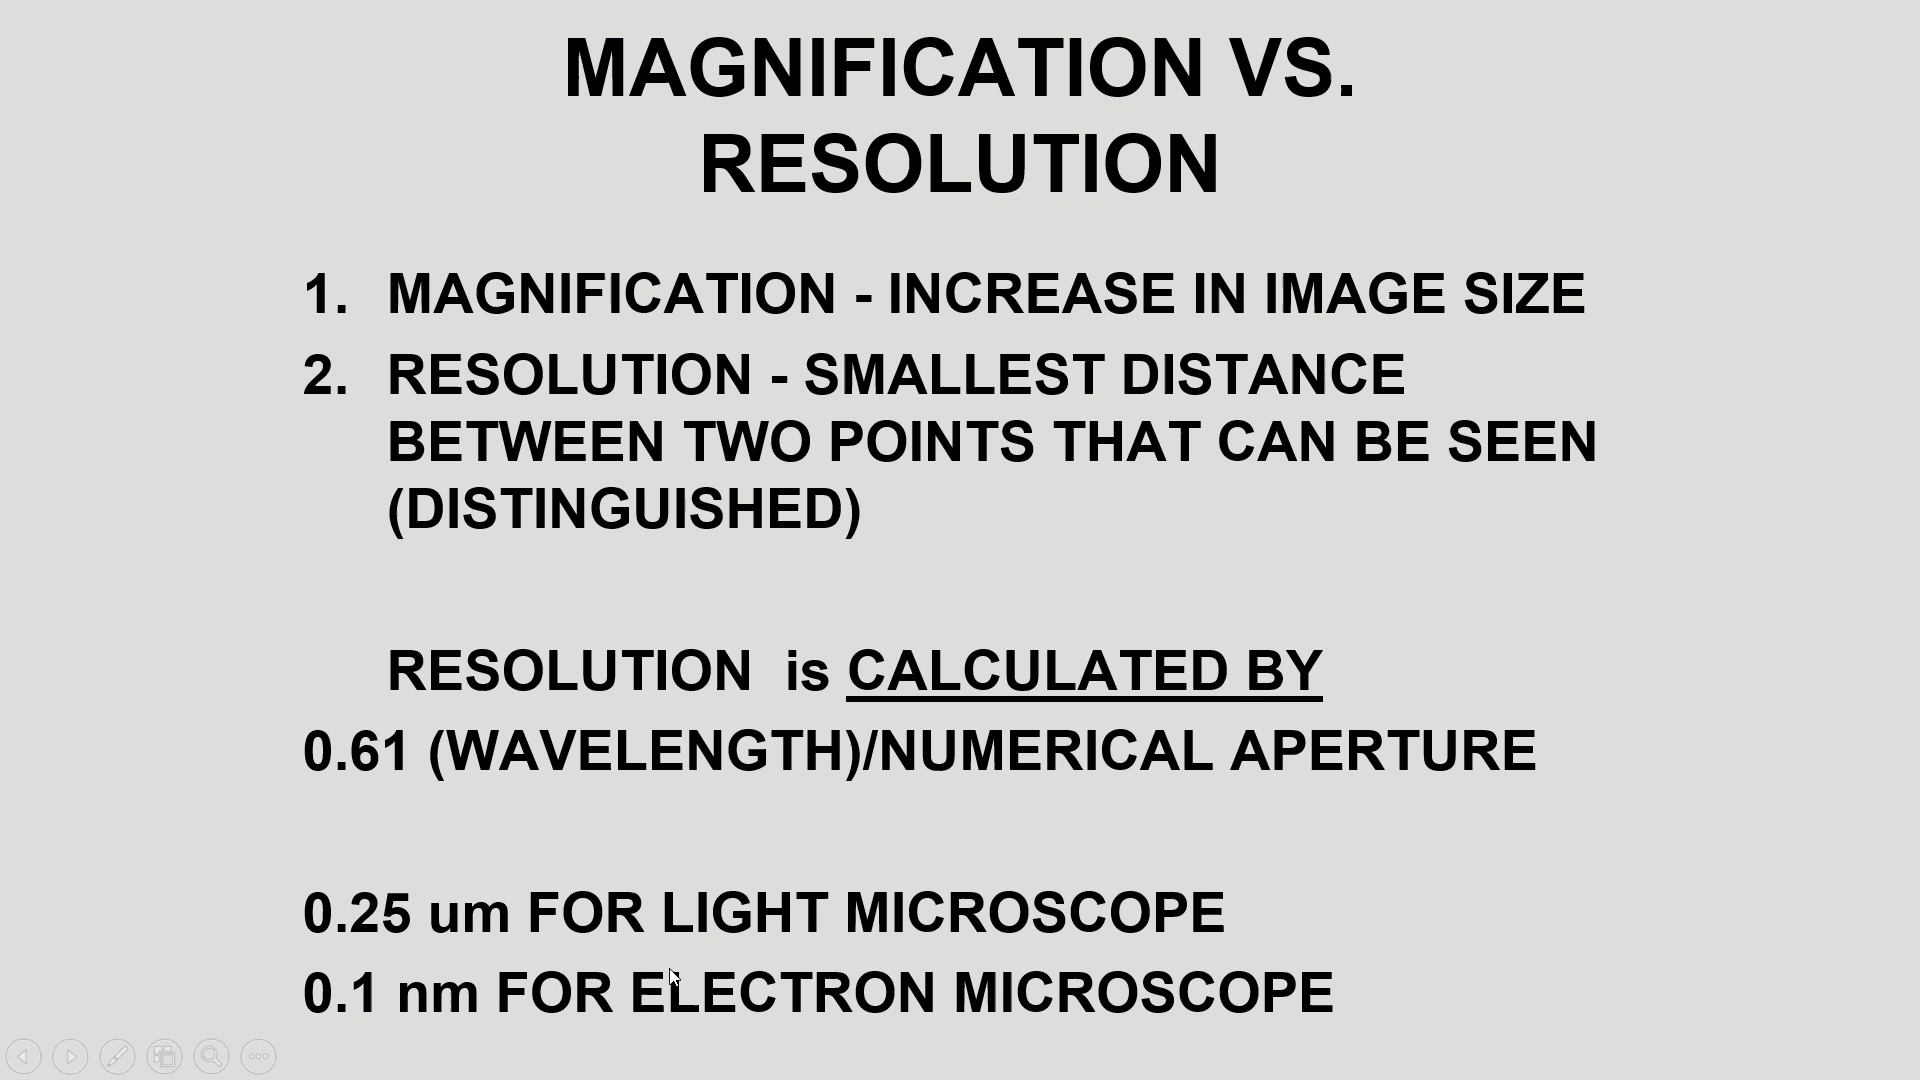 MAGNIFICATION VS.
RESOLUTION
1. MAGNIFICATION - INCREASE IN IMAGE SIZE
2. RESOLUTION - SMALLEST DISTANCE
BETWEEN TWO POINTS THAT CAN BE SEEN
(DISTINGUISHED)
RESOLUTION is CALCULATED BY
0.61 (WAVELENGTH)/NUMERICAL APERTURE
0.25 um FOR LIGHT MICROSCOPE
0.1 nm FOR ELECTRON MICROSCOPE